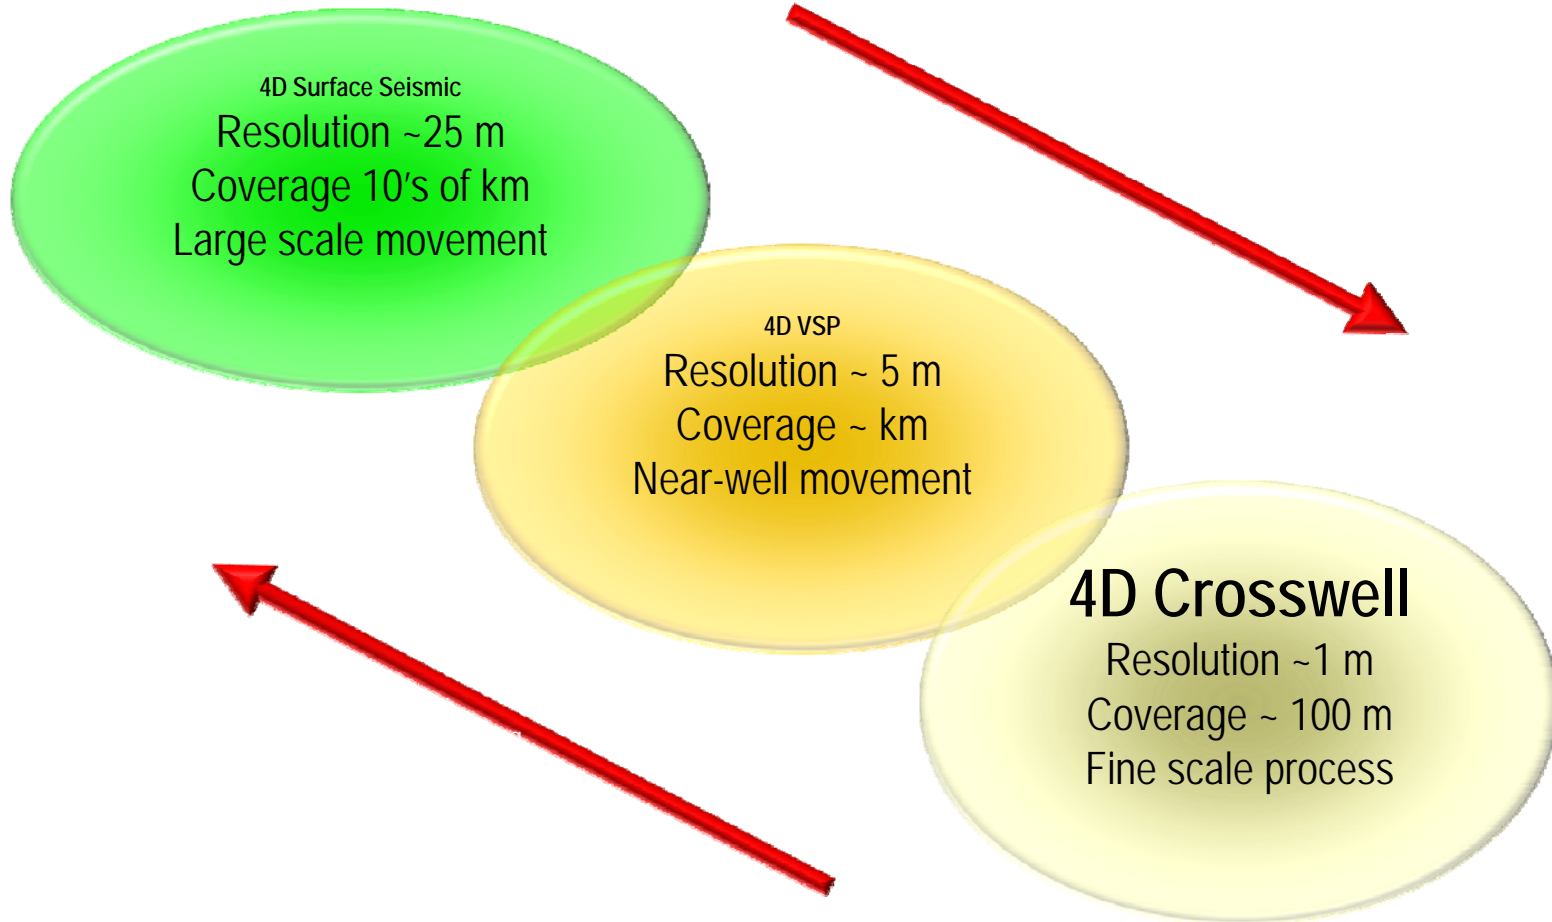 4D Surface Seismic
Resolution ~25 m
Coverage 10's of km
Large scale movement
4D VSP
Resolution ~ 5 m
Coverage ~ km
Near-well movement
4D Crosswell
Resolution ~1 m
Coverage ~ 100 m
Fine scale process